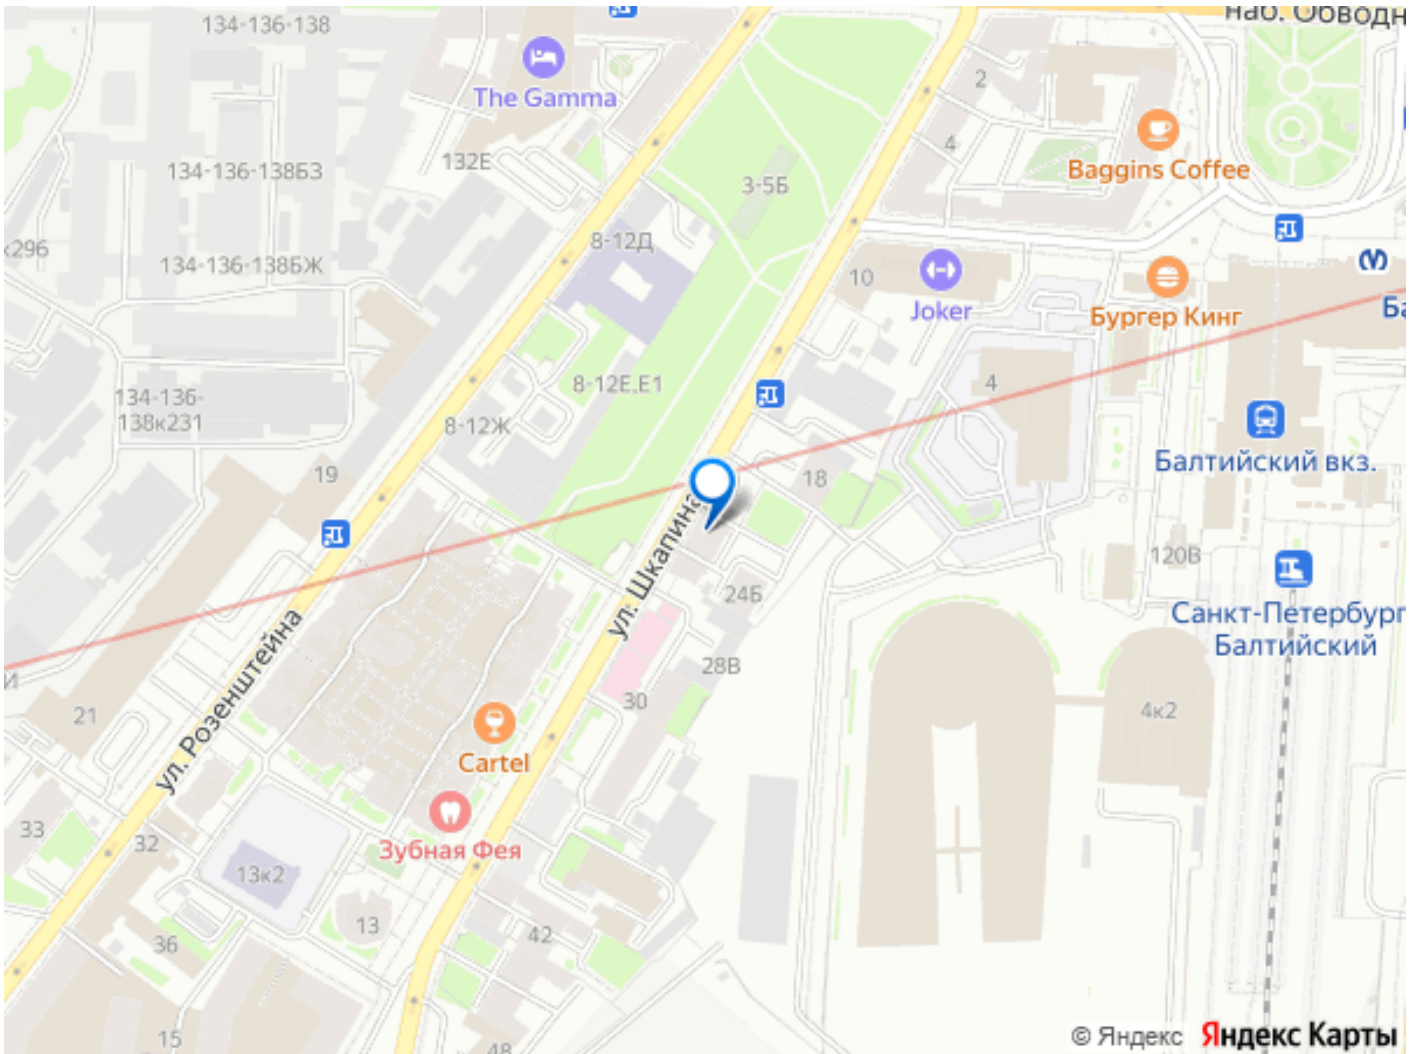 134-136-138
наб. Обводн
The Gamma
2
132Е
4
Baggins Coffee
134-136-138БЗ
3-5Б
к296
8-12Д
134-136-138БЖ
10
Joker
Бургер Кинг
Ба
134-136-
138к231
8-12Е,Е1
4
8-12Ж
19
18
Балтийский вкз.
ул. Шкапина
120В
24Б
Санкт-Петербург
Балтийский
ул. Розенштейна
28В
21
30
4к2
Cartel
33
32
Зубная Фея
13к2
13
36
42
15
48
© Яндекс Яндекс Карты